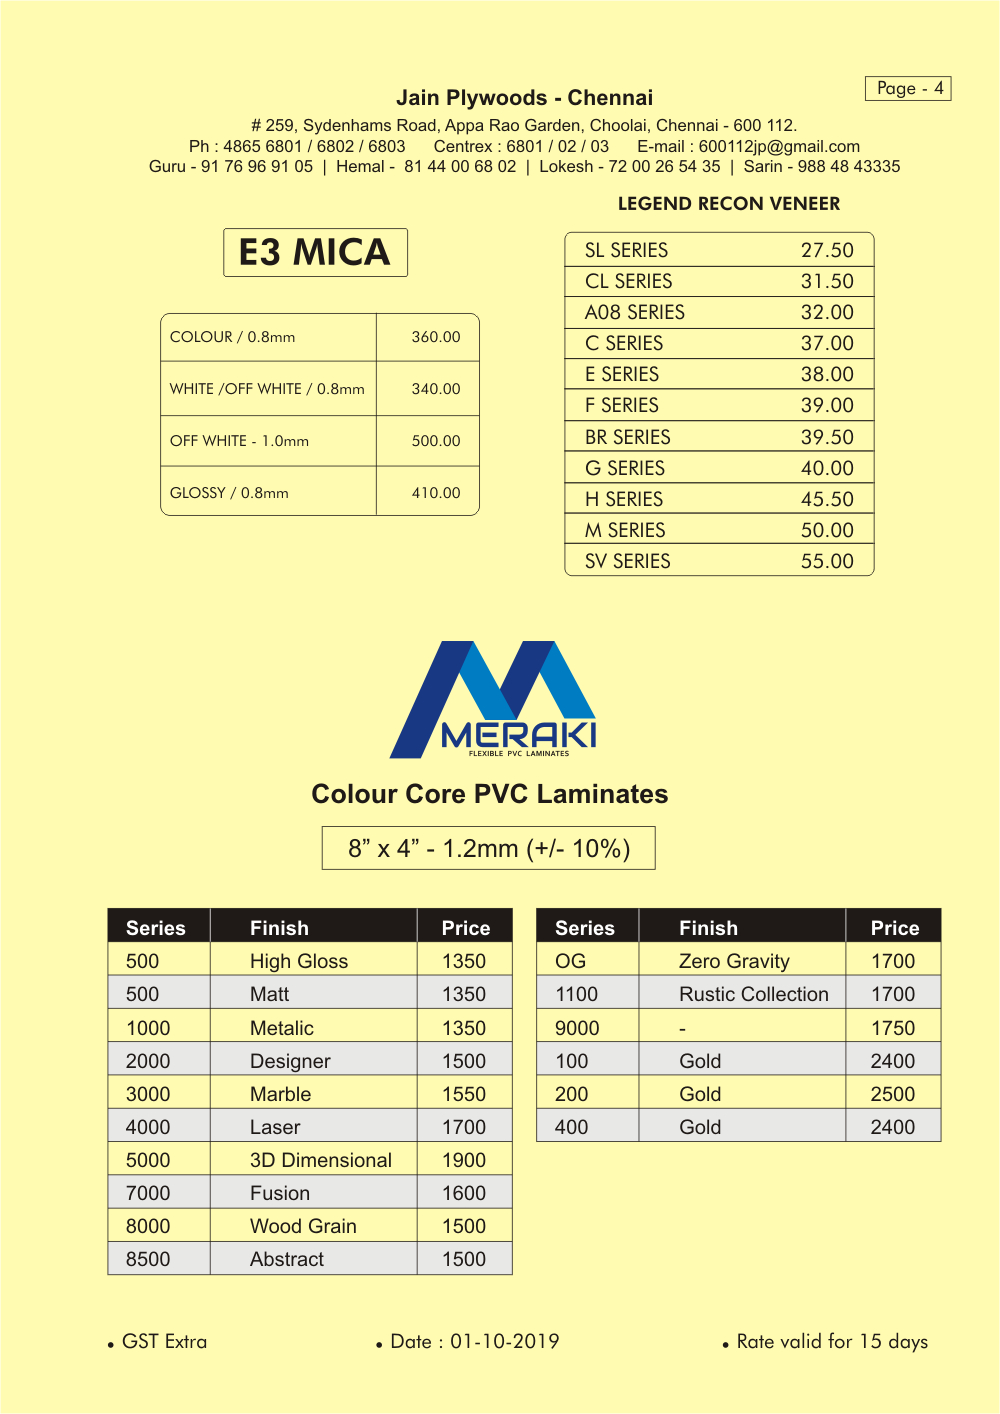 Page - 4
Jain Plywoods - Chennai
# 259, Sydenhams Road, Appa Rao Garden, Choolai, Chennai - 600 112.
Ph : 4865 6801 / 6802 / 6803 Centrex : 6801 / 02 / 03 E-mail : 600112jp@gmail.com
Guru - 91 76 96 91 05 | Hemal - 81 44 00 68 02 | Lokesh - 72 00 26 54 35 | Sarin - 988 48 43335
E3 MICA
COLOUR / 0.8mm 360.00
WHITE /OFF WHITE / 0.8mm 340.00
OFF WHITE - 1.0mm 500.00
GLOSSY / 0.8mm 410.00
LEGEND RECON VENEER
SL SERIES 27.50
CL SERIES 31.50
A08 SERIES 32.00
C SERIES 37.00
E SERIES 38.00
F SERIES 39.00
BR SERIES 39.50
G SERIES 40.00
H SERIES 45.50
M SERIES 50.00
SV SERIES 55.00
MERAKI
FLEXIBLE PVC LAMINATES
Colour Core PVC Laminates
8” x 4” - 1.2mm (+/- 10%)
Series Finish Price
500 High Gloss 1350
500 Matt 1350
1000 Metalic 1350
2000 Designer 1500
3000 Marble 1550
4000 Laser 1700
5000 3D Dimensional 1900
7000 Fusion 1600
8000 Wood Grain 1500
8500 Abstract 1500
Series Finish Price
OG Zero Gravity 1700
1100 Rustic Collection 1700
9000 - 1750
100 Gold 2400
200 Gold 2500
400 Gold 2400
• GST Extra • Date : 01-10-2019 • Rate valid for 15 days